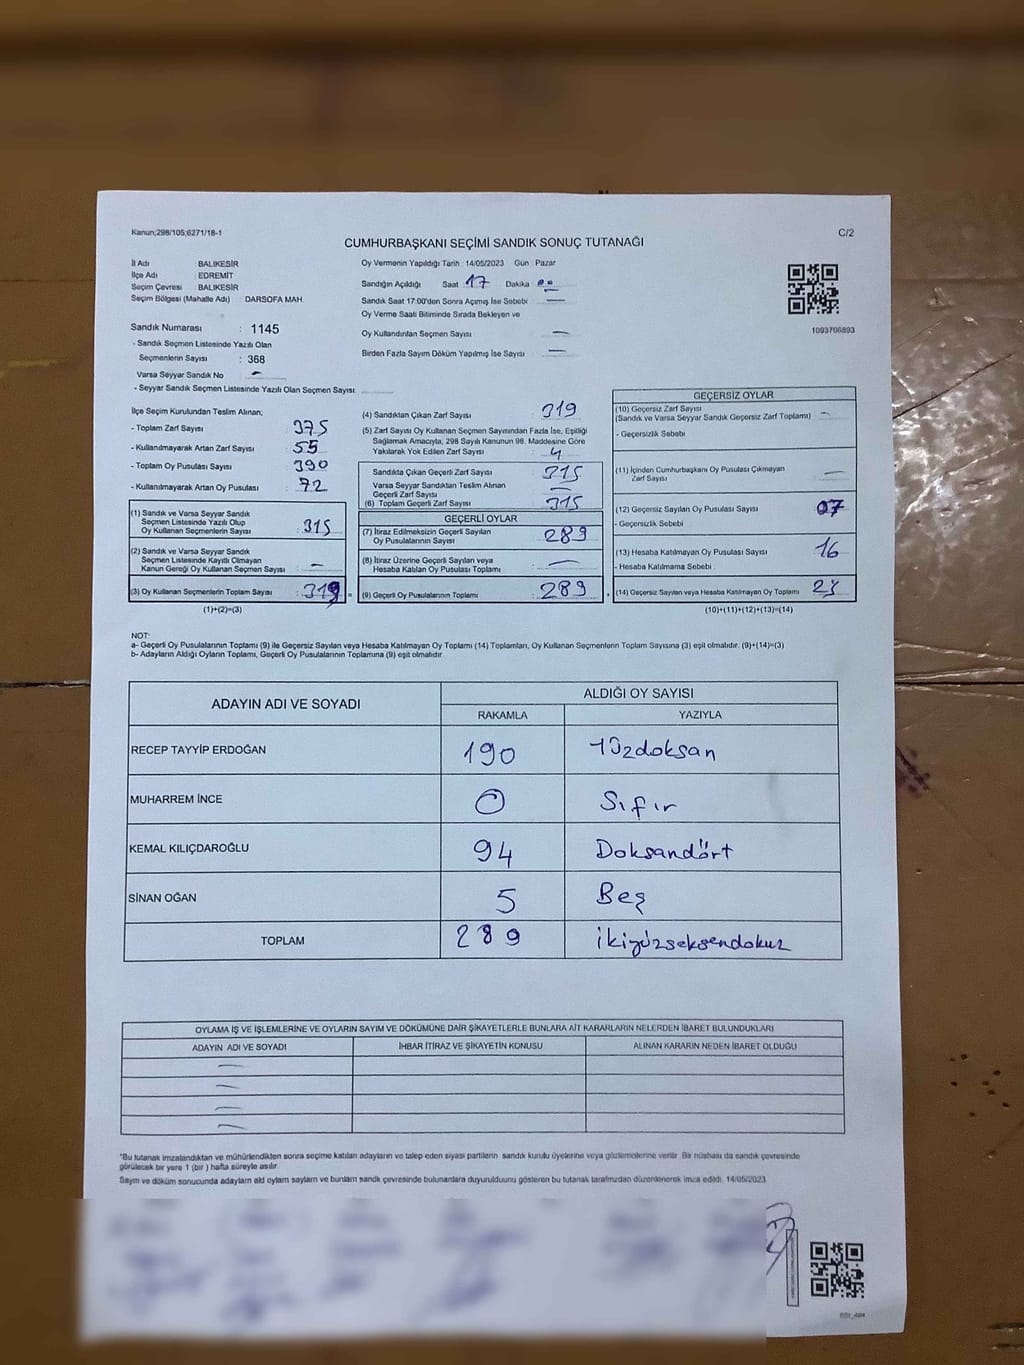 Kanun;298/105;6271/18-1
C/2
CUMHURBAŞKANI SEÇİMİ SANDIK SONUÇ TUTANAĞI
İl Adı : BALIKESİR
İlçe Adı : EDREMİT
Seçim Çevresi : BALIKESİR
Seçim Bölgesi (Mahalle Adı) DARSOFA MAH.
Sandık Numarası : 1145
- Sandık Seçmen Listesinde Yazılı Olan
Seçmenlerin Sayısı : 368
Varsa Seyyar Sandık No : -
- Seyyar Sandık Seçmen Listesinde Yazılı Olan Seçmen Sayısı
Oy Vermenin Yapıldığı Tarih : 14/05/2023 Gün : Pazar
Sandığın Açıldığı Saat 17 Dakika 00
Sandık Saat 17:00'den Sonra Açımış İse Sebebi —
Oy Verme Saati Bitiminde Sırada Bekleyen ve
Oy Kullandırılan Seçmen Sayısı —
Birden Fazla Sayım Döküm Yapılmış İse Sayısı —
1093706893
İlçe Seçim Kurulundan Teslim Alınan;
- Toplam Zarf Sayısı : 375
- Kullanılmayarak Artan Zarf Sayısı : 55
- Toplam Oy Pusulası Sayısı : 390
- Kullanılmayarak Artan Oy Pusulası : 72
(1) Sandık ve Varsa Seyyar Sandık
Seçmen Listesinde Yazılı Olup
Oy Kullanan Seçmenlerin Sayısı : 315
(2) Sandık ve Varsa Seyyar Sandık
Seçmen Listesinde Kayıtlı Olmayan
Kanun Gereği Oy Kullanan Seçmen Sayısı : -
(3) Oy Kullanan Seçmenlerin Toplam Sayısı : 319
(1)+(2)=(3)
(4) Sandıktan Çıkan Zarf Sayısı : 319
(5) Zarf Sayısı Oy Kullanan Seçmen Sayısından Fazla İse, Eşitliği
Sağlamak Amacıyla; 298 Sayılı Kanunun 98. Maddesine Göre
Yakılarak Yok Edilen Zarf Sayısı : 4
Sandıkta Çıkan Geçerli Zarf Sayısı : 315
Varsa Seyyar Sandıktan Teslim Alınan
Geçerli Zarf Sayısı : —
(6) Toplam Geçerli Zarf Sayısı : 315
GEÇERLİ OYLAR
(7) İtiraz Edilmeksizin Geçerli Sayılan
Oy Pusulalarının Sayısı : 289
(8) İtiraz Üzerine Geçerli Sayılan veya
Hesaba Katılan Oy Pusulası Toplamı : —
(9) Geçerli Oy Pusulalarının Toplamı : 289
GEÇERSİZ OYLAR
(10) Geçersiz Zarf Sayısı
(Sandık ve Varsa Seyyar Sandık Geçersiz Zarf Toplamı) : —
- Geçersizlik Sebebi
(11) İçinden Cumhurbaşkanı Oy Pusulası Çıkmayan
Zarf Sayısı : —
(12) Geçersiz Sayılan Oy Pusulası Sayısı : 07
- Geçersizlik Sebebi :
(13) Hesaba Katılmayan Oy Pusulası Sayısı : 16
- Hesaba Katılmama Sebebi :
(14) Geçersiz Sayılan veya Hesaba Katılmayan Oy Toplamı : 23
(10)+(11)+(12)+(13)=(14)
NOT:
a- Geçerli Oy Pusulalarının Toplamı (9) ile Geçersiz Sayılan veya Hesaba Katılmayan Oy Toplamı (14) Toplamları, Oy Kullanan Seçmenlerin Toplam Sayısına (3) eşit olmalıdır. (9)+(14)=(3)
b- Adayların Aldığı Oyların Toplamı, Geçerli Oy Pusulalarının Toplamına (9) eşit olmalıdır.
ADAYIN ADI VE SOYADI ALDIĞI OY SAYISI
RAKAMLA YAZIYLA
RECEP TAYYİP ERDOĞAN 190 Yüzdoksan
MUHARREM İNCE 0 Sıfır
KEMAL KILIÇDAROĞLU 94 Doksandört
SİNAN OĞAN 5 Beş
TOPLAM 289 ikiyüzseksendokuz
OYLAMA İŞ VE İŞLEMLERİNE VE OYLARIN SAYIM VE DÖKÜMÜNE DAİR ŞİKAYETLERLE BUNLARA AİT KARARLARIN NELERDEN İBARET BULUNDUKLARI
ADAYIN ADI VE SOYADI İHBAR İTİRAZ VE ŞİKAYETİN KONUSU ALINAN KARARIN NEDEN İBARET OLDUĞU
*Bu tutanak imzalandıktan ve mühürlendikten sonra seçime katılan adayların ve talep eden siyasi partilerin sandık kurulu üyelerine veya gözlemcilerine verilir. Bir nüshası da sandık çevresinde
görülecek bir yere 1 (bir ) hafta süreyle asılır.
Sayım ve döküm sonucunda adayların ald oyların sayların ve bunların sandık çevresinde bulunanlara duyurulduunu gösteren bu tutanak tarafmızdan düzenlenerek imza edildi. 14/05/2023